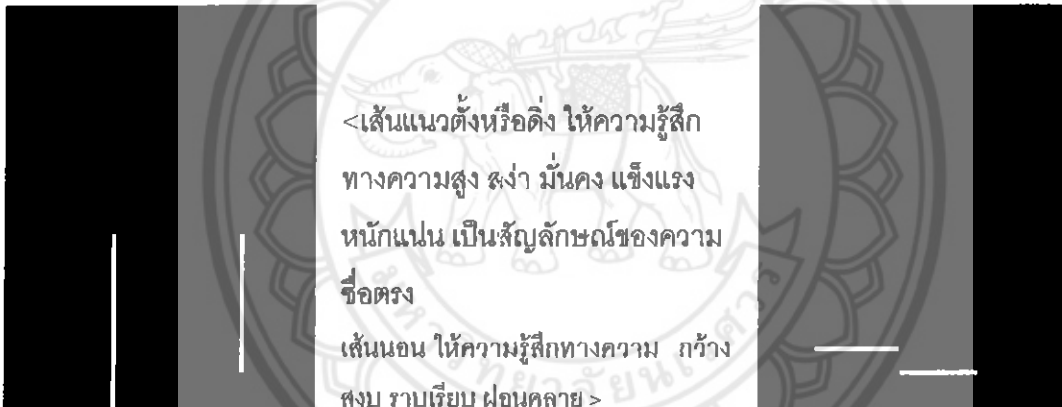 <เส้นแนวตั้งหรือดิ่ง ให้ความรู้สึก
ทางความสูง สง่า มั่นคง แข็งแรง
หนักแน่น เป็นสัญลักษณ์ของความ
ซื่อตรง
เส้นนอน ให้ความรู้สึกทางความ กว้าง
สงบ ราบเรียบ ผ่อนคลาย >